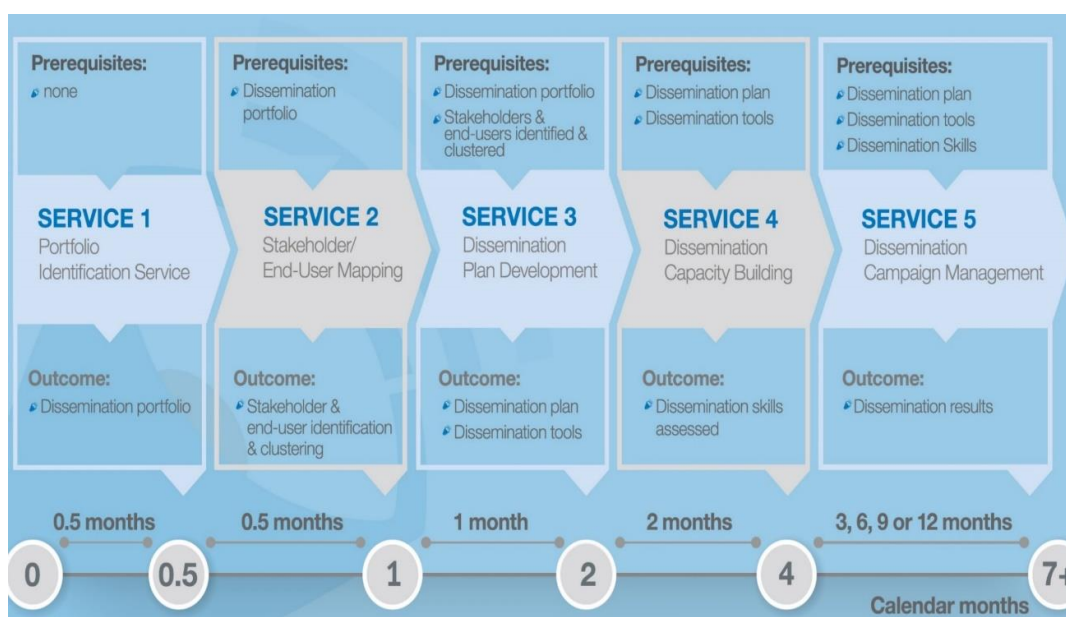 Prerequisites:
none
SERVICE 1
Portfolio
Identification Service
Outcome:
Dissemination portfolio
Prerequisites:
Dissemination
portfolio
SERVICE 2
Stakeholder/
End-User Mapping
Outcome:
Stakeholder &
end-user identification
& clustering
Prerequisites:
Dissemination portfolio
Stakeholders &
end-users identified &
clustered
SERVICE 3
Dissemination
Plan Development
Outcome:
Dissemination plan
Dissemination tools
Prerequisites:
Dissemination plan
Dissemination tools
SERVICE 4
Dissemination
Capacity Building
Outcome:
Dissemination skills
assessed
Prerequisites:
Dissemination plan
Dissemination tools
Dissemination Skills
SERVICE 5
Dissemination
Campaign Management
Outcome:
Dissemination results
0.5 months
0.5 months
1 month
2 months
3, 6, 9 or 12 months
0
0.5
1
2
4
7+
Calendar months